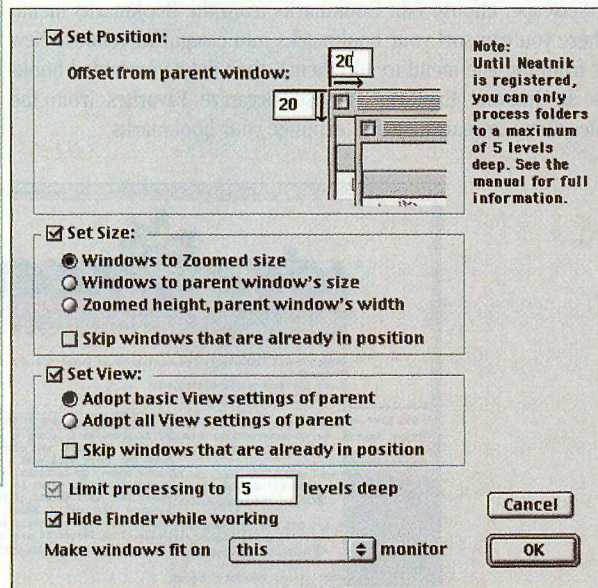 Set Position:
Offset from parent window:
20
20
Note:
Until Neatnik
is registered,
you can only
process folders
to a maximum
of 5 levels
deep. See the
manual for full
information.
Set Size:
Windows to Zoomed size
Windows to parent window's size
Zoomed height, parent window's width
Skip windows that are already in position
Set View:
Adopt basic View settings of parent
Adopt all View settings of parent
Skip windows that are already in position
Limit processing to 5 levels deep
Hide Finder while working
Make windows fit on this monitor
Cancel
OK